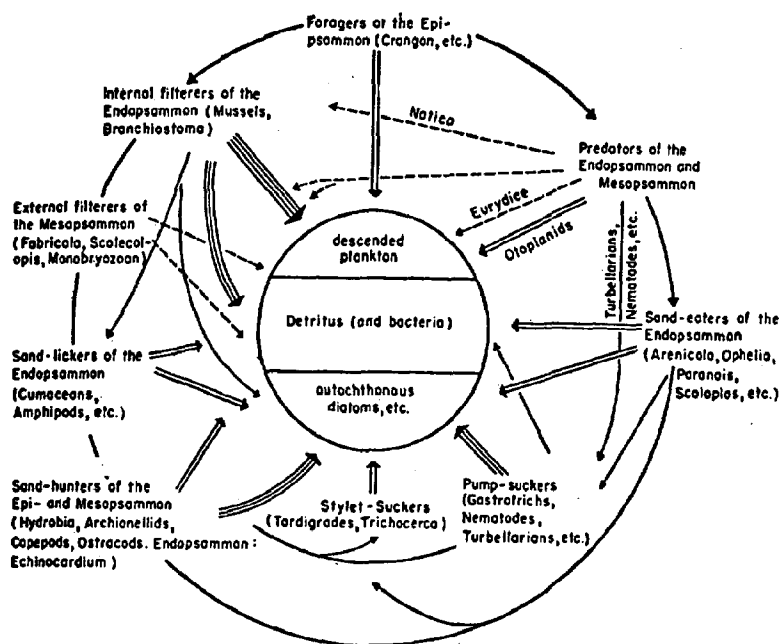 Foragers of the Epi-
psammon (Crangon, etc.)
Internal filterers of the
Endopsammon (Mussels,
Branchiostoma)
Natica
Predators of the
Endopsammon and
Mesopsammon
External filterers of
the Mesopsammon
(Fabricola, Scolecol-
opis, Monobryozoan)
Eurydice
Otoplanids
Turbellarians,
Nematodes, etc.
descended
plankton
Detritus (and bacteria)
autochthonous
diatoms, etc.
Sand-eaters of the
Endopsammon
(Arenicola, Ophelia,
Paranais,
Scoloplos, etc.)
Sand-lickers of the
Endopsammon
(Cumaceans,
Amphipods, etc.)
Sand-hunters of the
Epi- and Mesopsammon
(Hydrobia, Archionellids,
Copepods, Ostracods. Endopsammon:
Echinocardium)
Stylet-Suckers
(Tardigrades, Trichocerca)
Pump-suckers
(Gastrotrichs,
Nematodes,
Turbellarians, etc.)